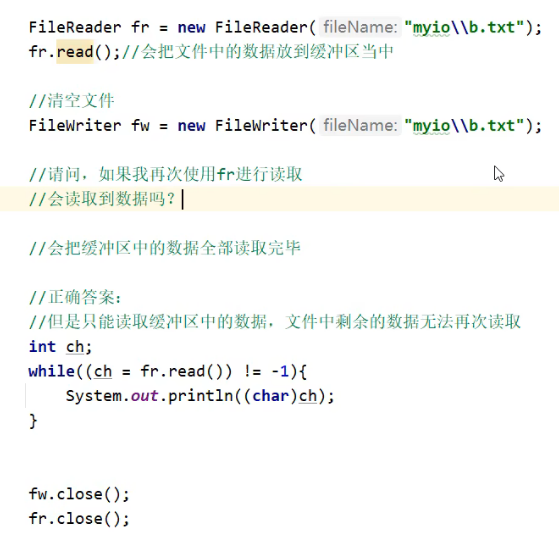 FileReader fr = new FileReader( fileName: "myio\\b.txt");
fr.read();//会把文件中的数据放到缓冲区当中
//清空文件
FileWriter fw = new FileWriter( fileName: "myio\\b.txt");
//请问，如果我再次使用fr进行读取
//会读取到数据吗？
//会把缓冲区中的数据全部读取完毕
//正确答案：
//但是只能读取缓冲区中的数据，文件中剩余的数据无法再次读取
int ch;
while((ch = fr.read()) != -1){
System.out.println((char)ch);
}
fw.close();
fr.close();